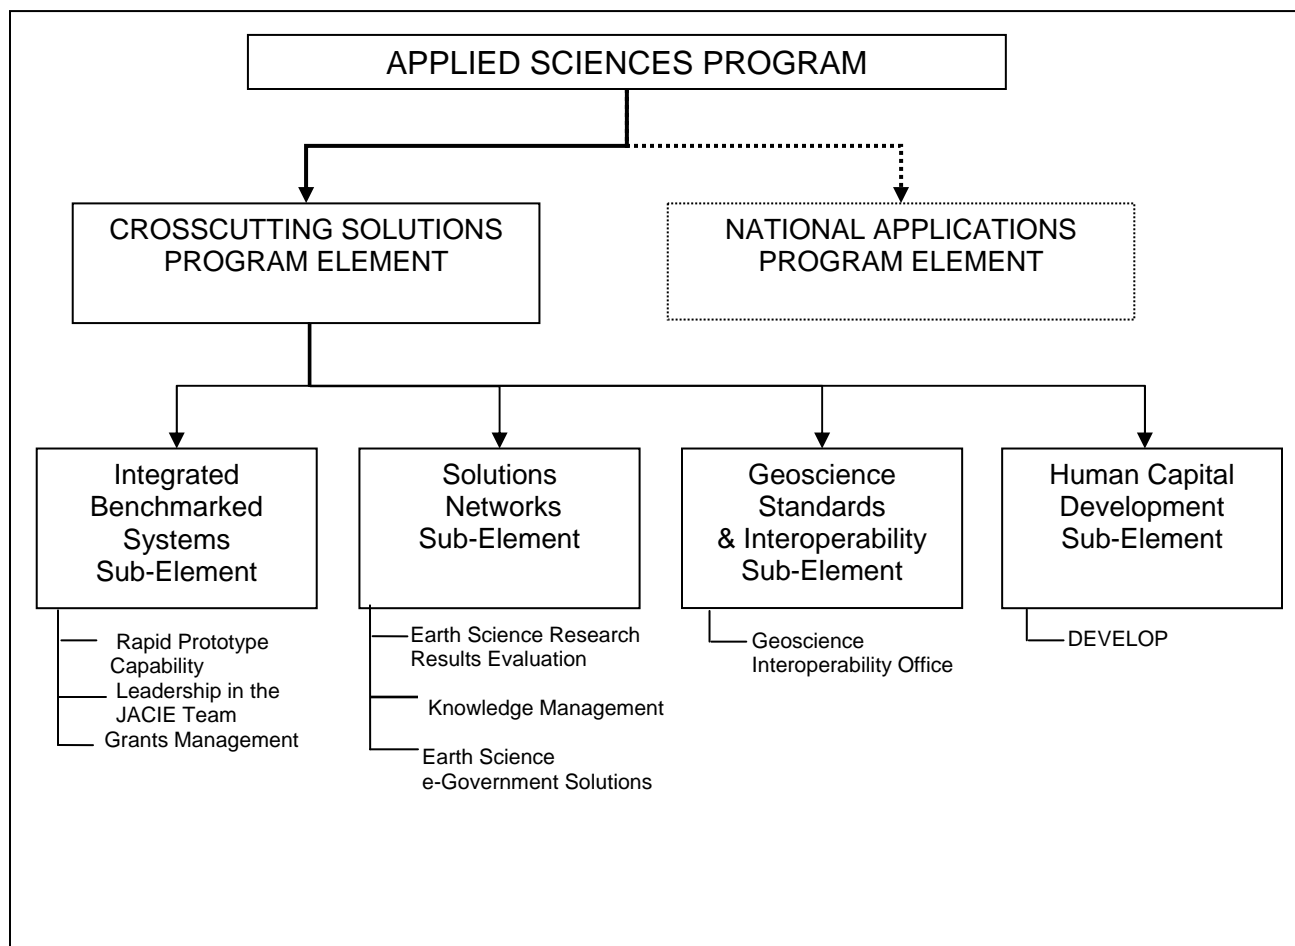 APPLIED SCIENCES PROGRAM
CROSSCUTTING SOLUTIONS
PROGRAM ELEMENT
NATIONAL APPLICATIONS
PROGRAM ELEMENT
Integrated
Benchmarked
Systems
Sub-Element
Rapid Prototype
Capability
Leadership in the
JACIE Team
Grants Management
Solutions
Networks
Sub-Element
Earth Science Research
Results Evaluation
Knowledge Management
Earth Science
e-Government Solutions
Geoscience
Standards
& Interoperability
Sub-Element
Geoscience
Interoperability Office
Human Capital
Development
Sub-Element
DEVELOP